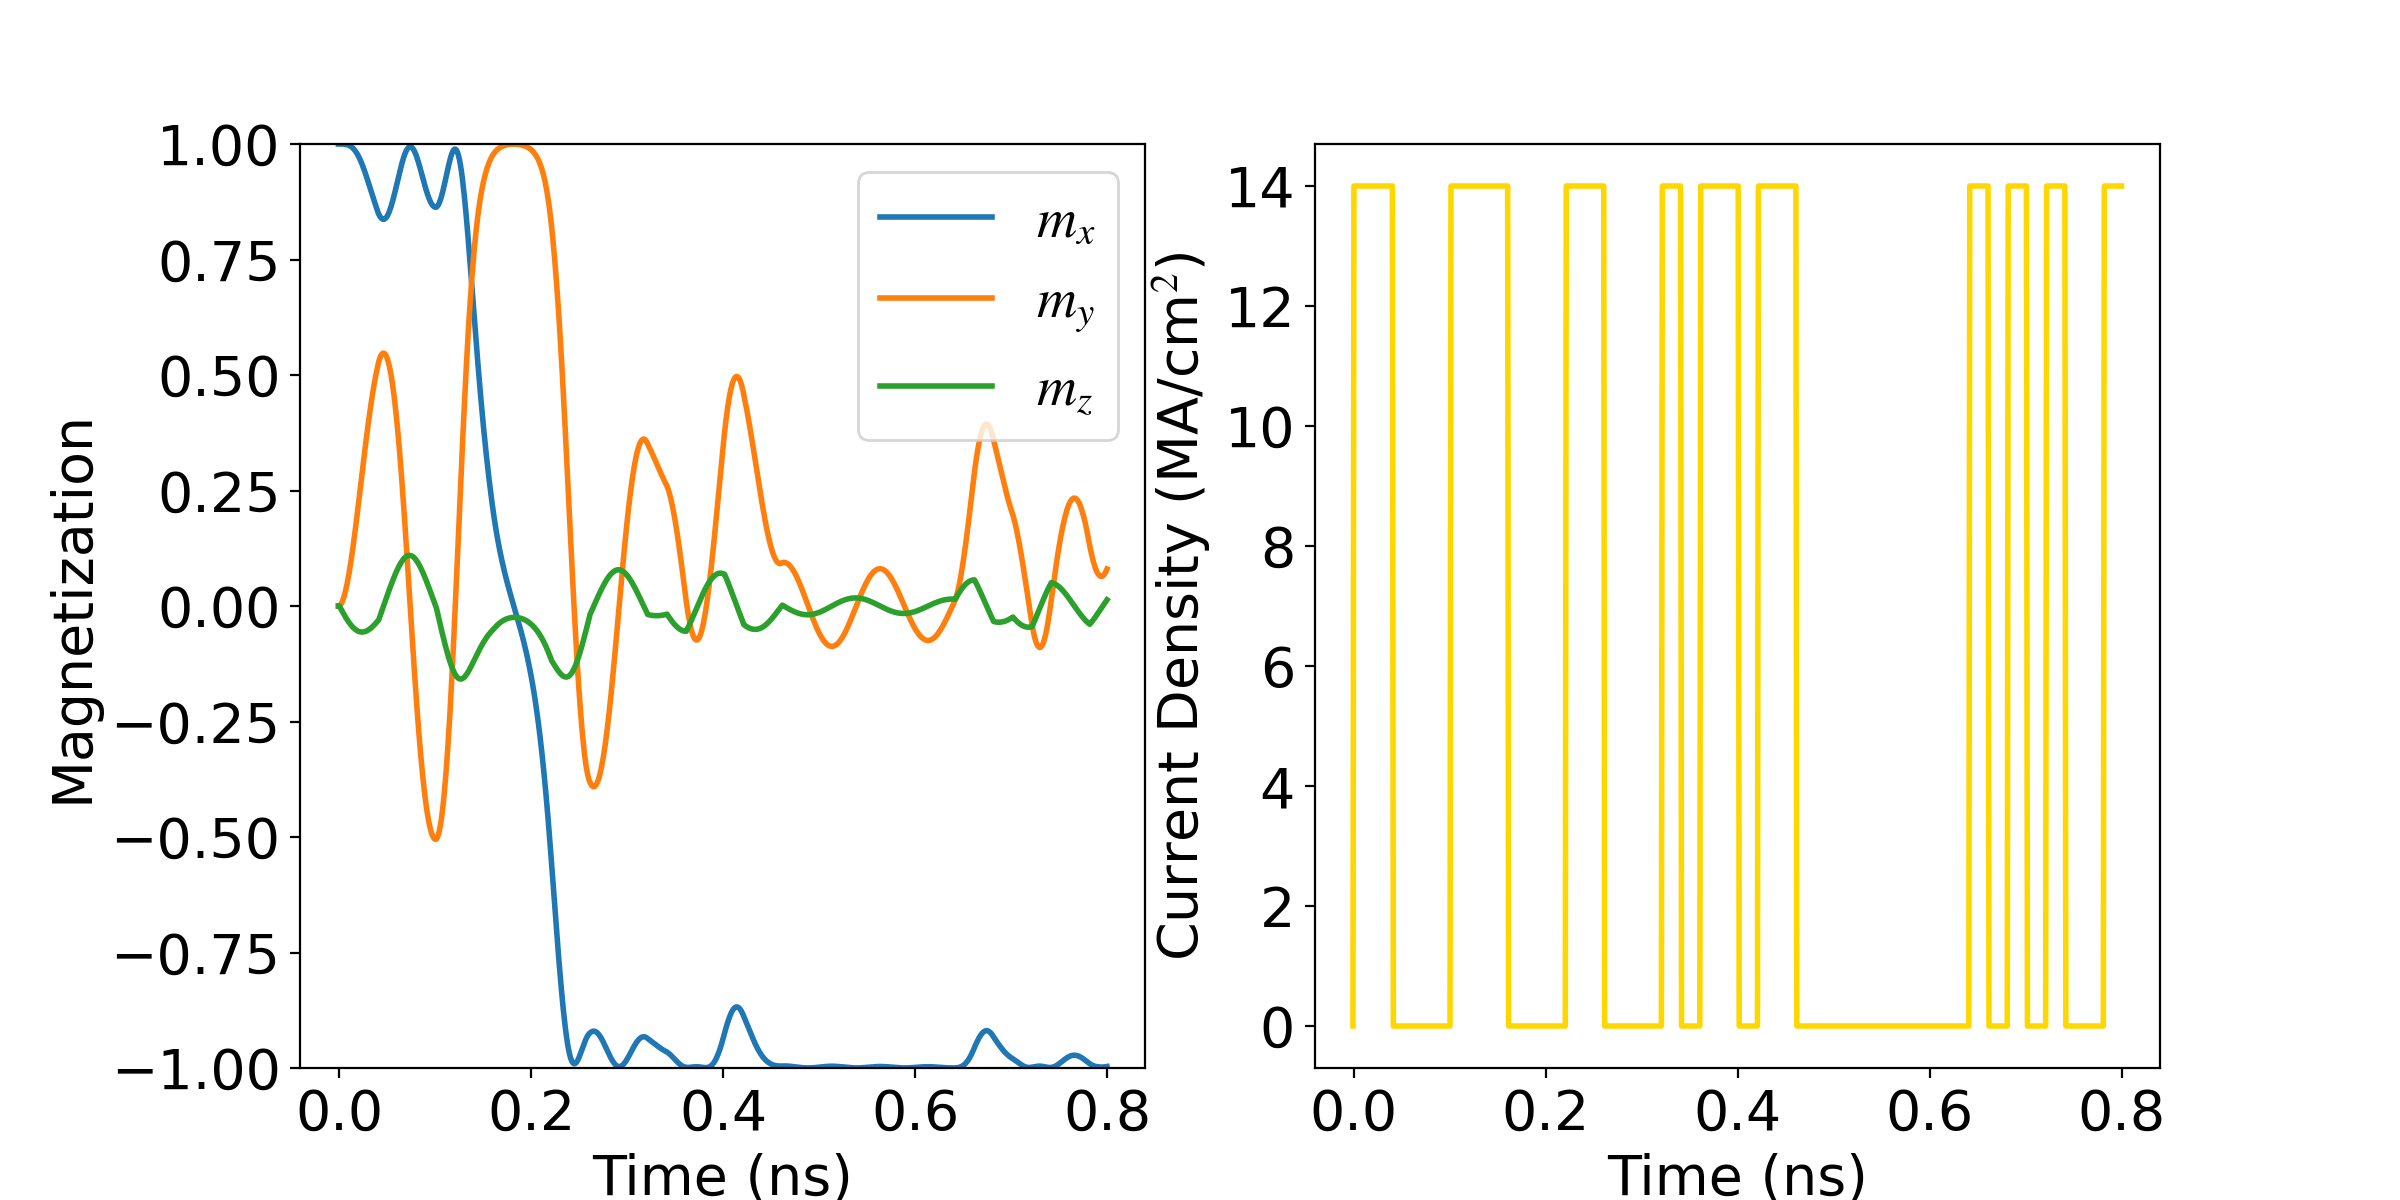 Magnetization
1.00
0.75
0.50
0.25
0.00
−0.25
−0.50
−0.75
−1.00
0.0 0.2 0.4 0.6 0.8
Time (ns)
m_x
m_y
m_z
Current Density (MA/cm²)
14
12
10
8
6
4
2
0
0.0 0.2 0.4 0.6 0.8
Time (ns)